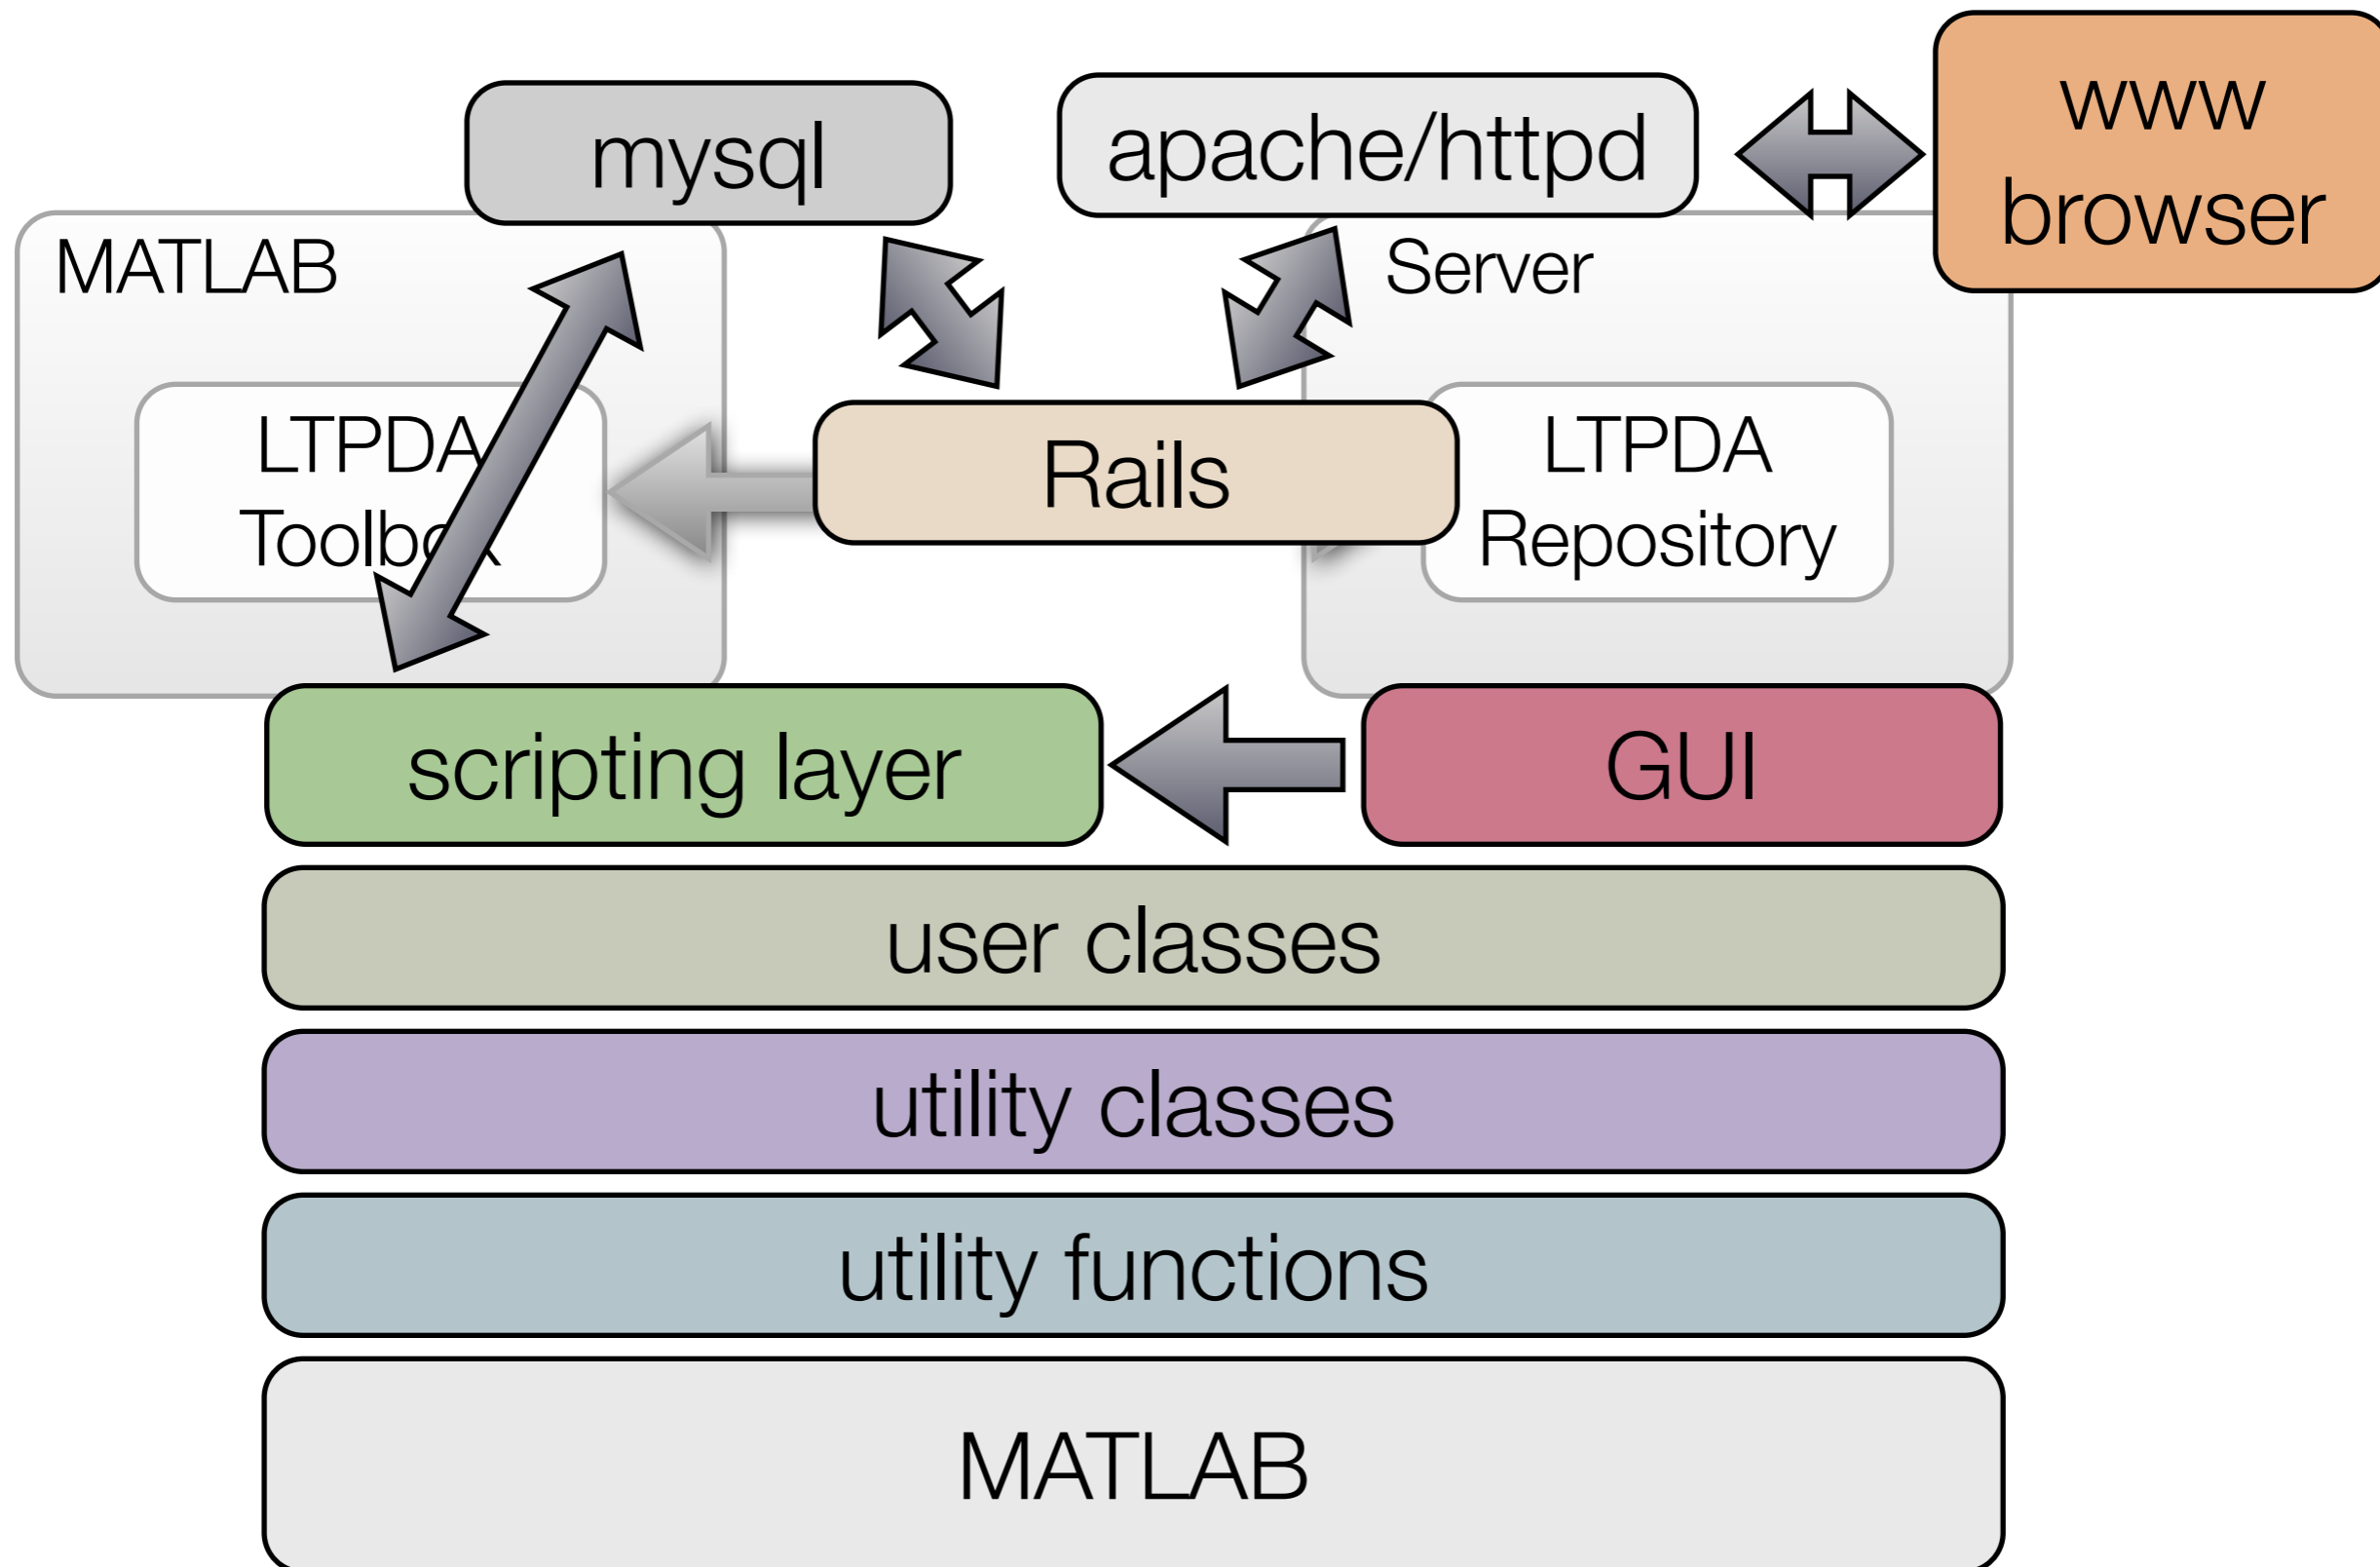 mysql
apache/httpd
www
browser
MATLAB
Server
LTPDA
Toolbox
Rails
LTPDA
Repository
scripting layer
GUI
user classes
utility classes
utility functions
MATLAB